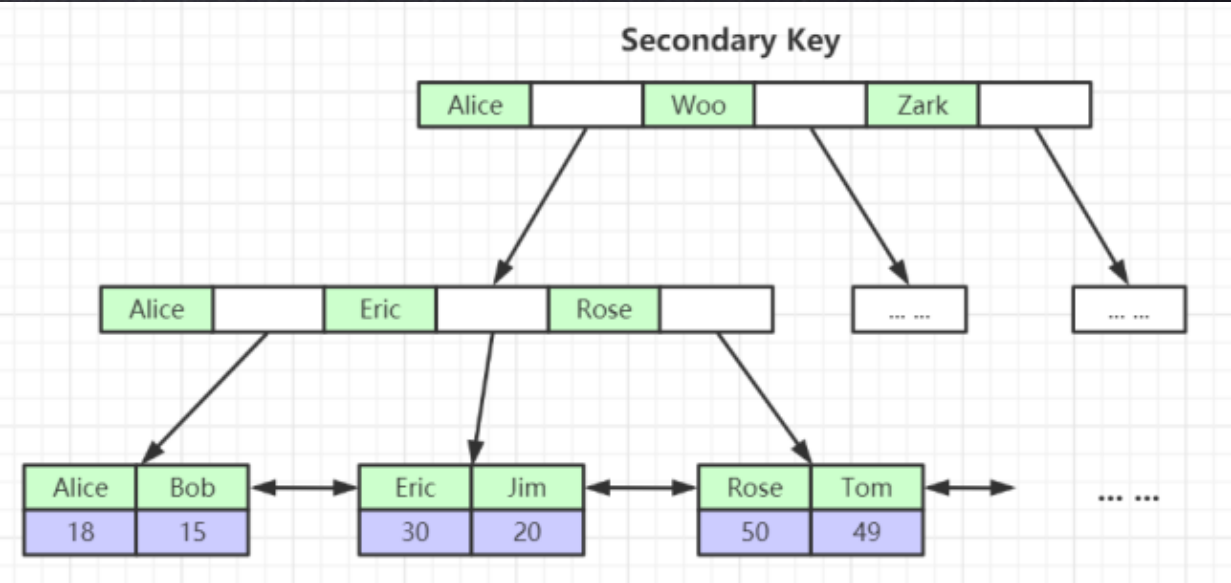 Secondary Key
Alice Woo Zark
Alice Eric Rose ... ... ... ...
Alice Bob Eric Jim Rose Tom
18 15 30 20 50 49 ... ...